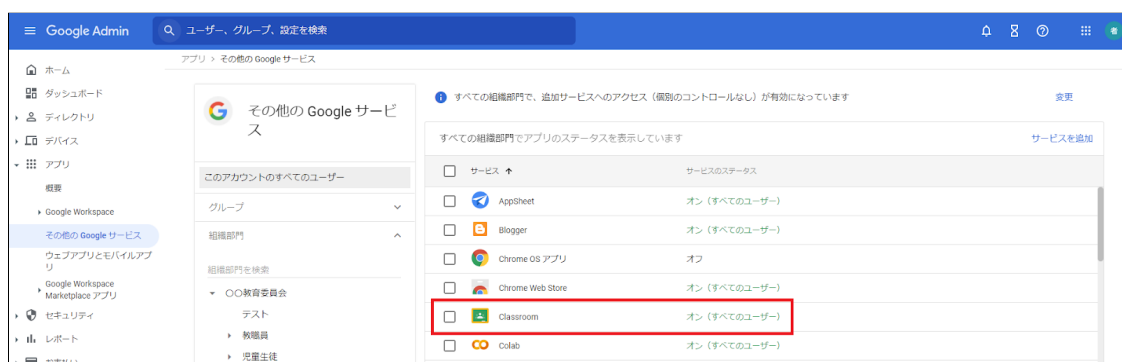 Google Admin
ユーザー、グループ、設定を検索
者
アプリ > その他の Google サービス
ホーム
ダッシュボード
ディレクトリ
デバイス
アプリ
概要
Google Workspace
その他の Google サービス
ウェブアプリとモバイルアプ
リ
Google Workspace
Marketplace アプリ
セキュリティ
レポート
その他の Google サービ
ス
このアカウントのすべてのユーザー
グループ
組織部門
組織部門を検索
〇〇教育委員会
テスト
教職員
児童生徒
すべての組織部門で、追加サービスへのアクセス（個別のコントロールなし）が有効になっています
変更
すべての組織部門でアプリのステータスを表示しています
サービスを追加
サービス ↑ サービスのステータス
AppSheet オン（すべてのユーザー）
Blogger オン（すべてのユーザー）
Chrome OS アプリ オフ
Chrome Web Store オン（すべてのユーザー）
Classroom オン（すべてのユーザー）
Colab オン（すべてのユーザー）